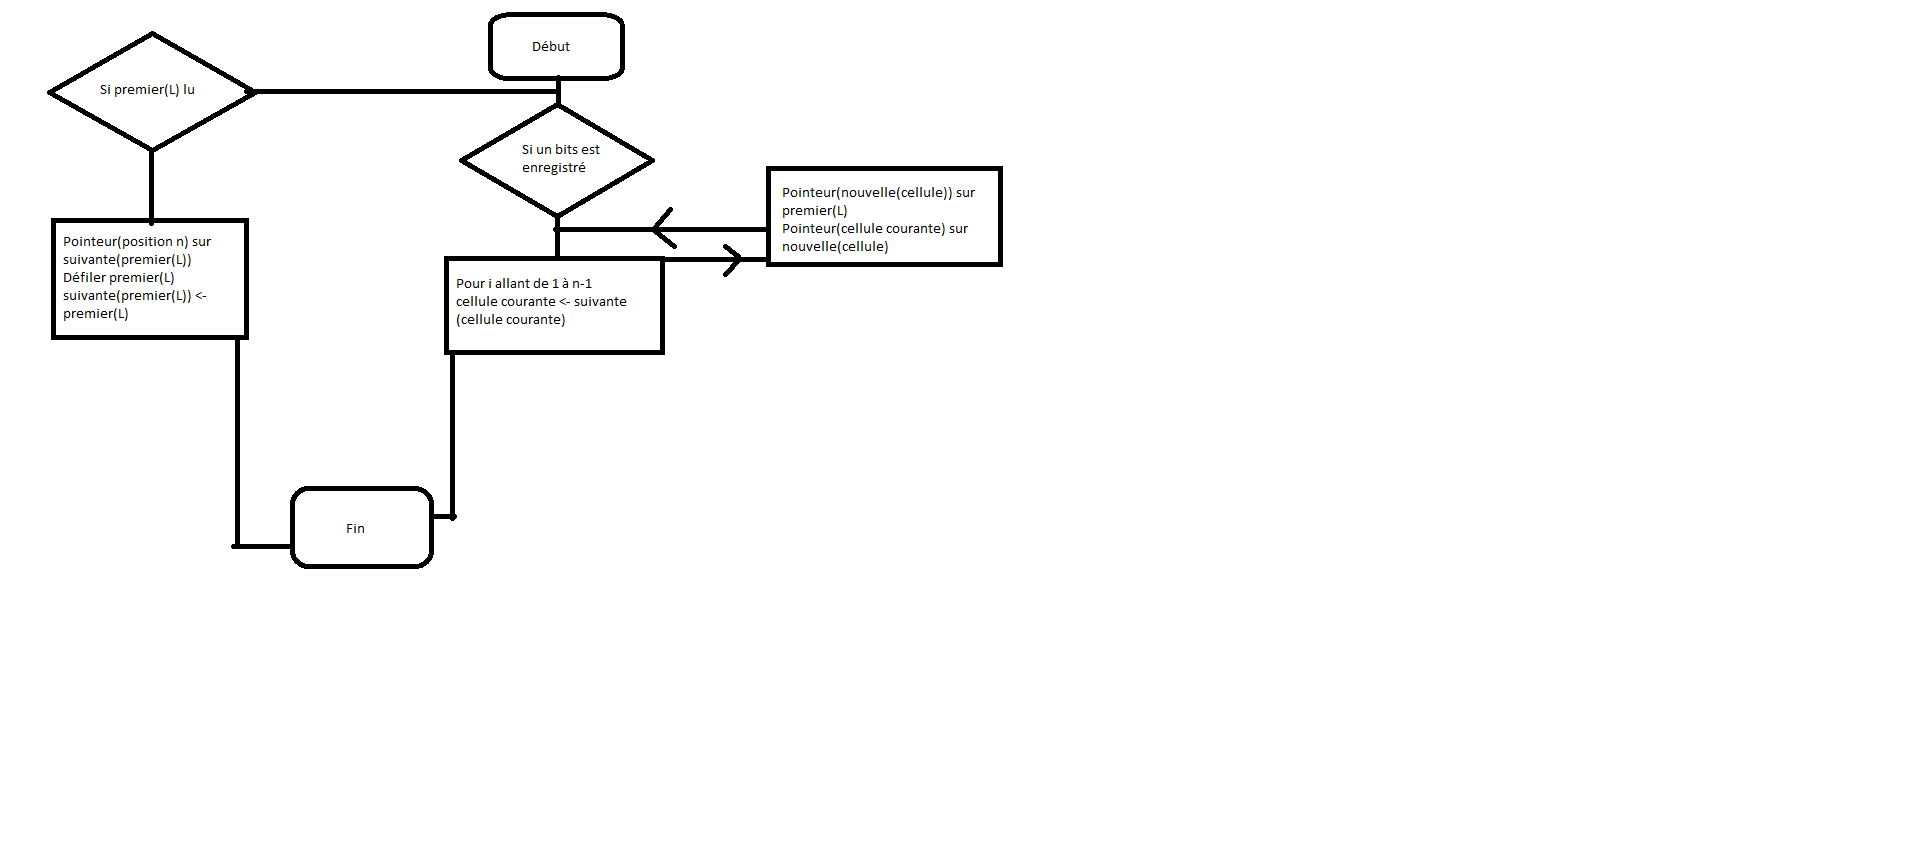 Début
Si premier(L) lu
Si un bits est
enregistré
Pointeur(nouvelle(cellule)) sur
premier(L)
Pointeur(cellule courante) sur
nouvelle(cellule)
Pointeur(position n) sur
suivante(premier(L))
Défiler premier(L)
suivante(premier(L)) <-
premier(L)
Pour i allant de 1 à n-1
cellule courante <- suivante
(cellule courante)
Fin